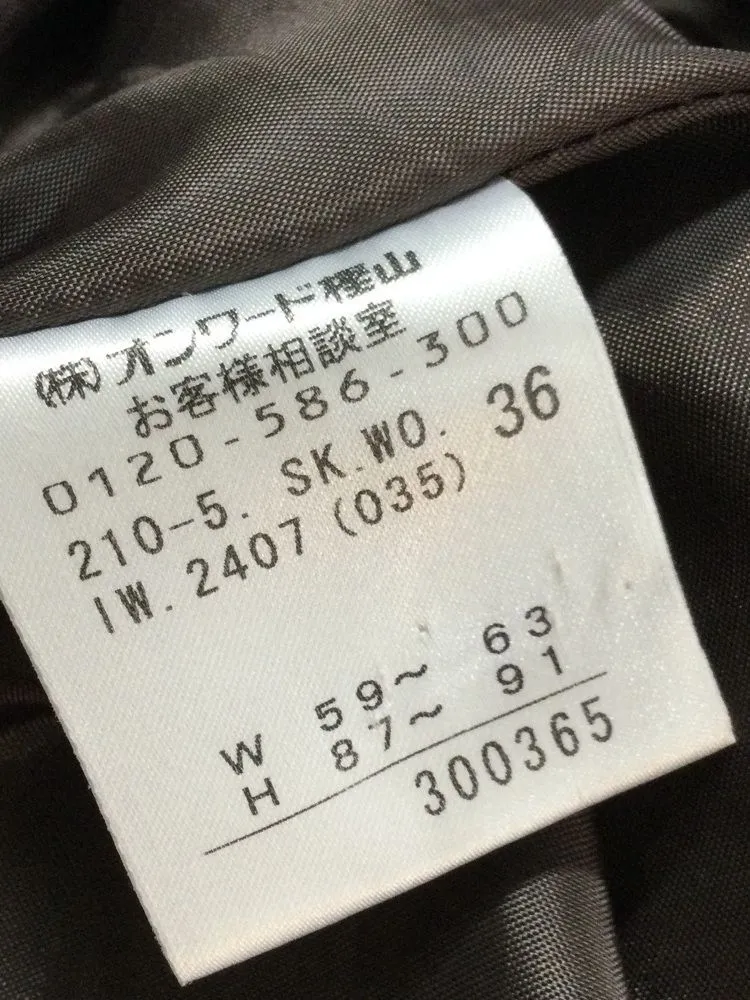 (株)オンワード樫山
お客様相談室
0120-586-300
210-5. SK.WO. 36
IW.2407(035)
W 59〜 63
H 87〜 91
300365